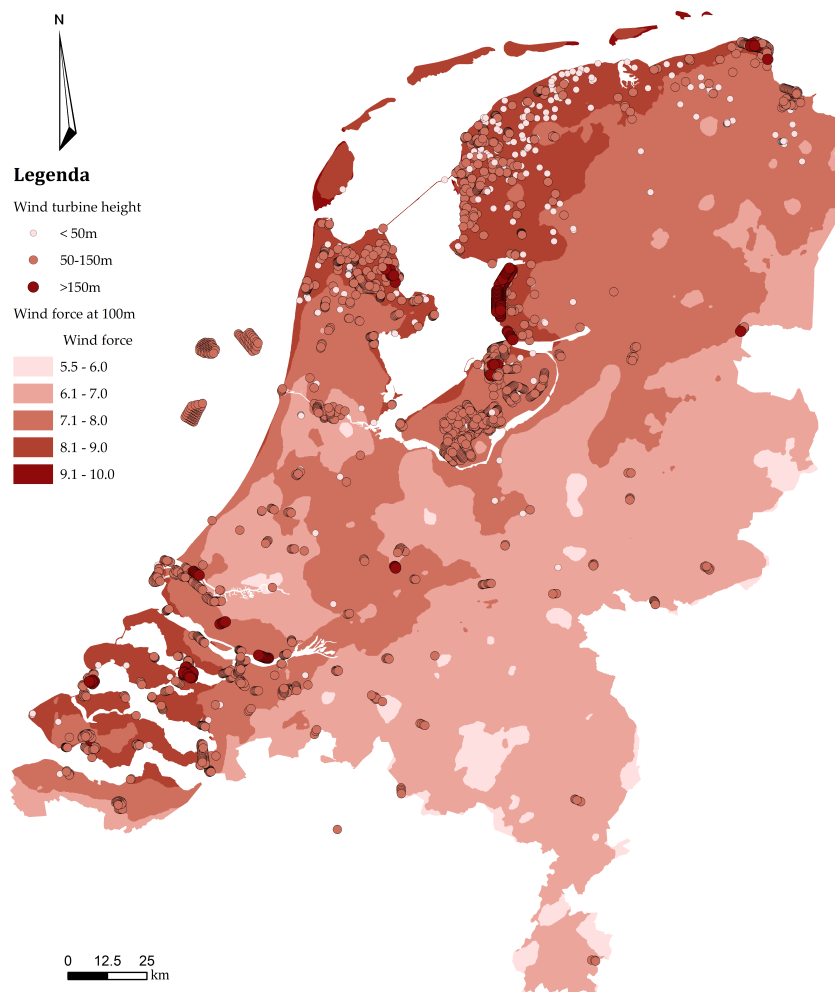 N
Legenda
Wind turbine height
< 50m
50-150m
>150m
Wind force at 100m
Wind force
5.5 - 6.0
6.1 - 7.0
7.1 - 8.0
8.1 - 9.0
9.1 - 10.0
0 12.5 25
km